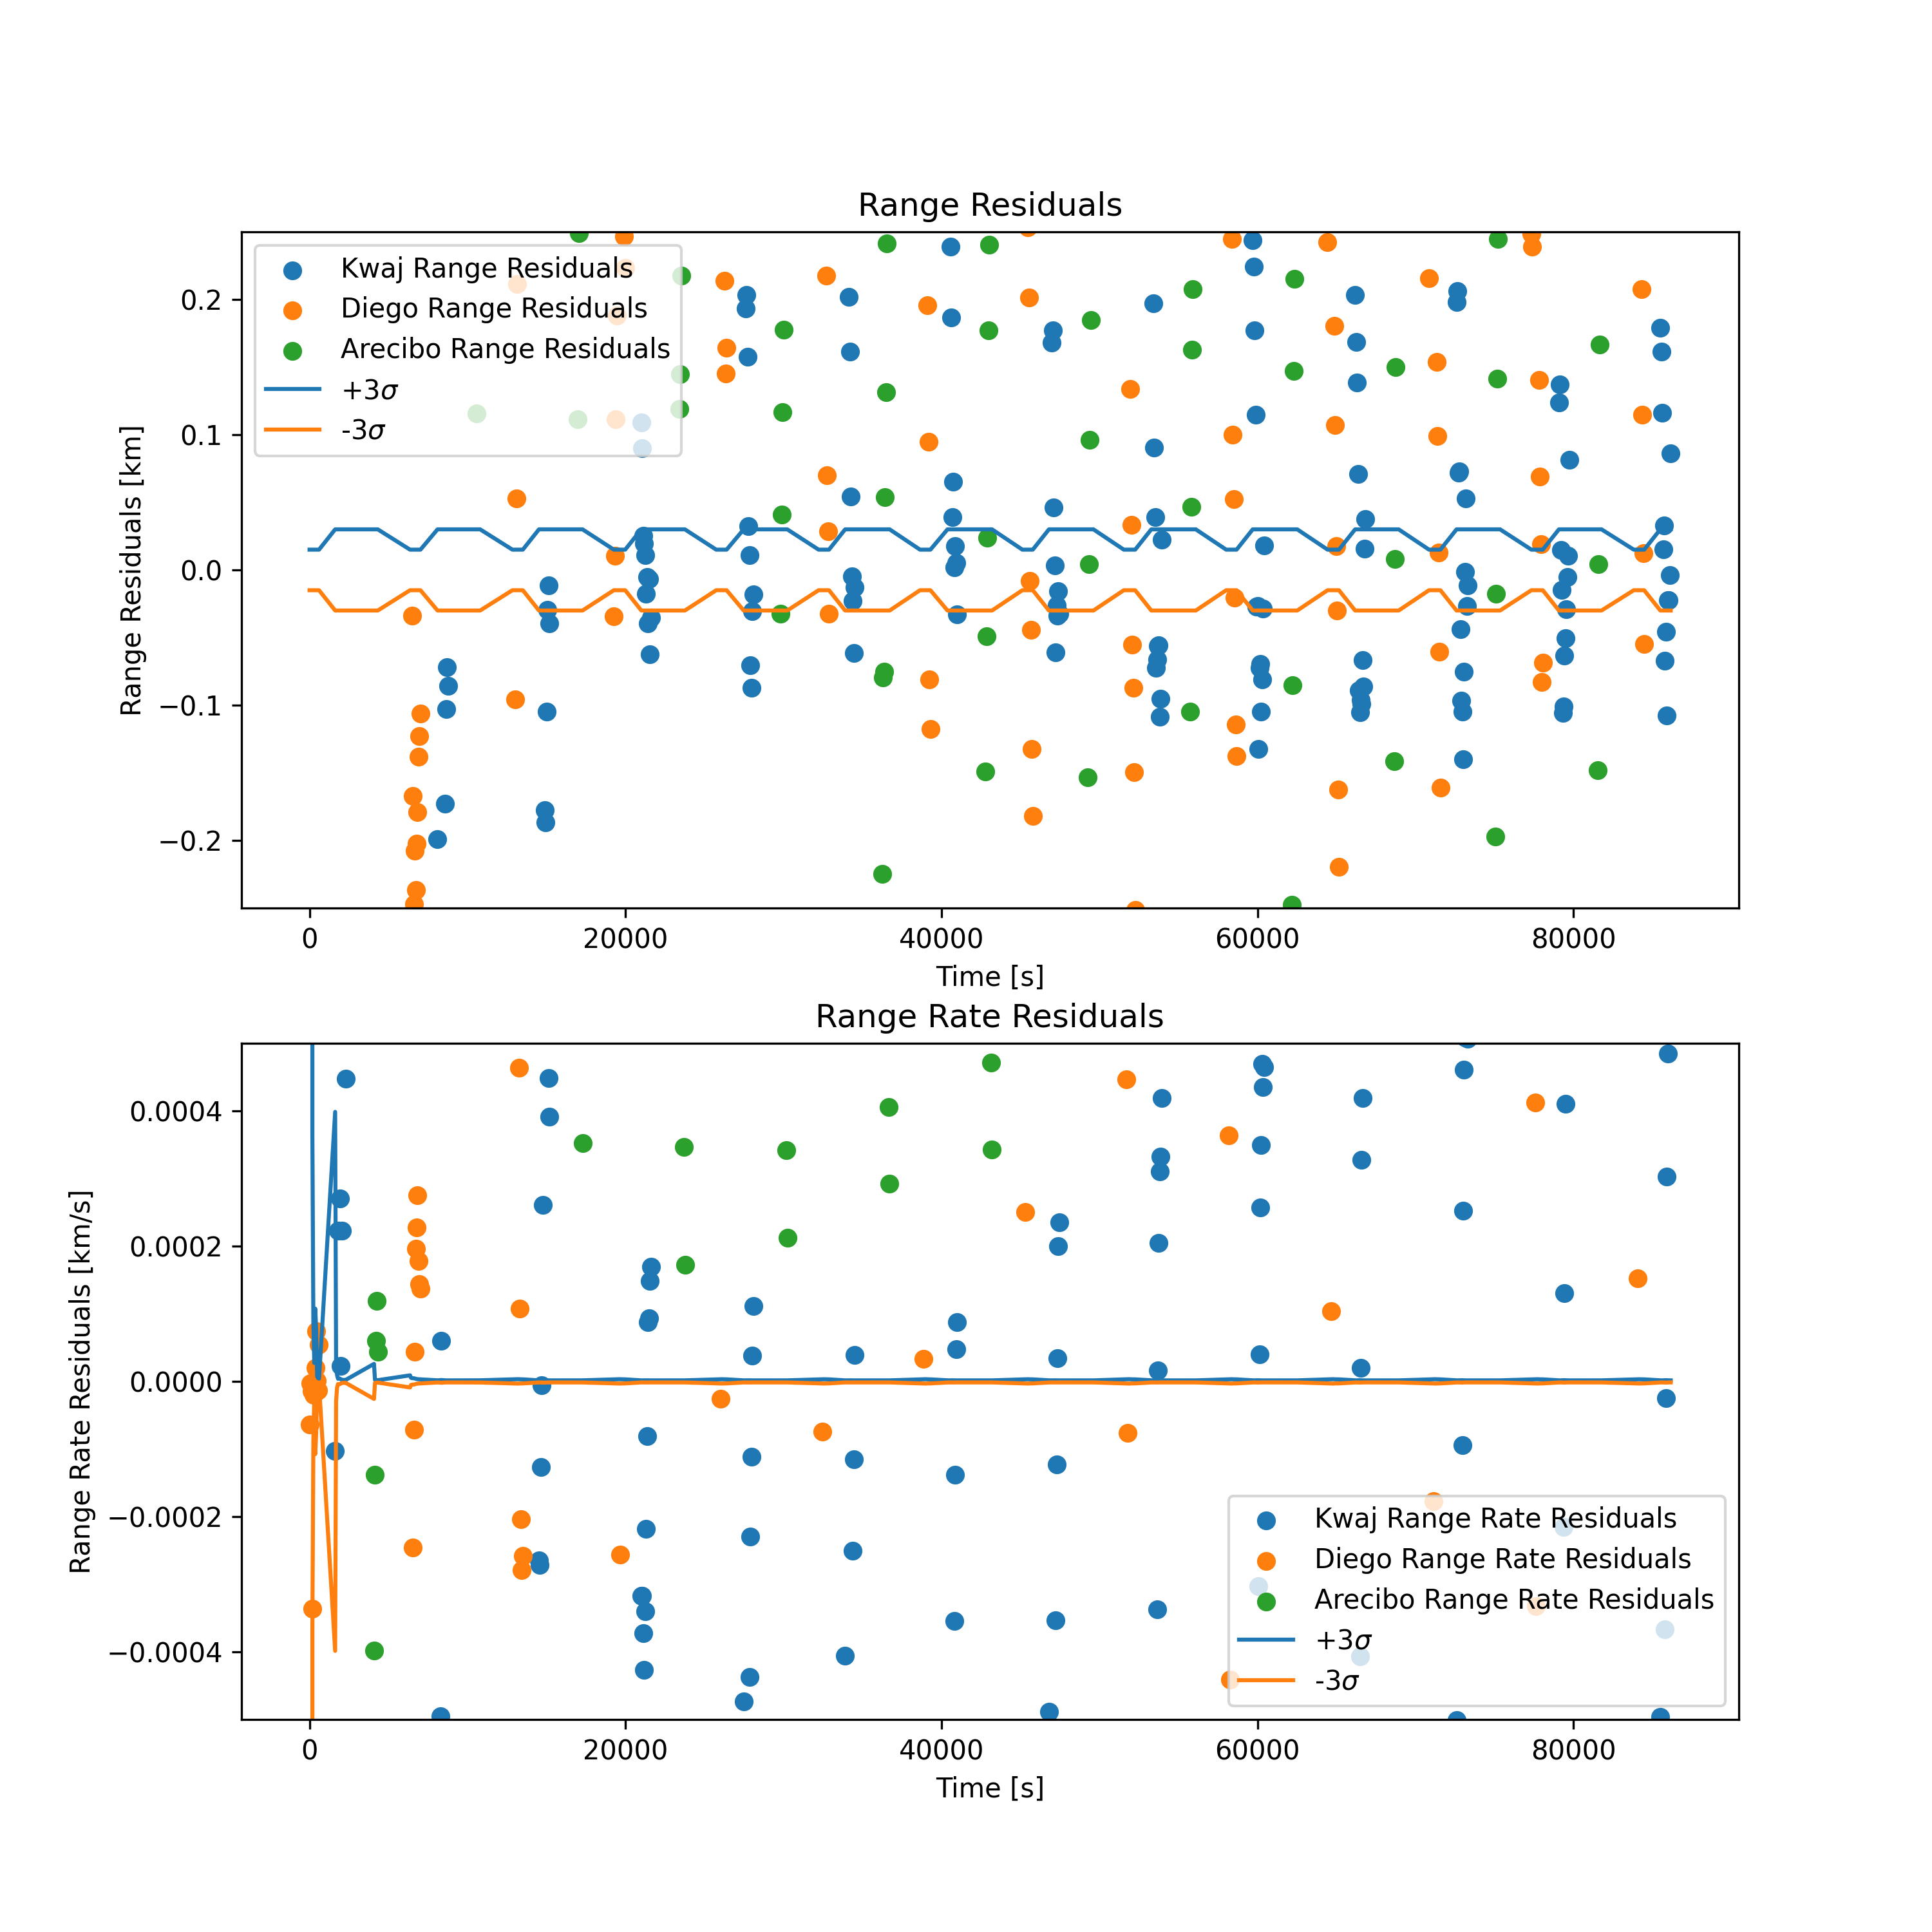 Range Residuals
Kwaj Range Residuals
Diego Range Residuals
Arecibo Range Residuals
+3σ
-3σ
Range Residuals [km]
0.2
0.1
0.0
−0.1
−0.2
0 20000 40000 60000 80000
Time [s]
Range Rate Residuals
Range Rate Residuals [km/s]
0.0004
0.0002
0.0000
−0.0002
−0.0004
Kwaj Range Rate Residuals
Diego Range Rate Residuals
Arecibo Range Rate Residuals
+3σ
-3σ
0 20000 40000 60000 80000
Time [s]